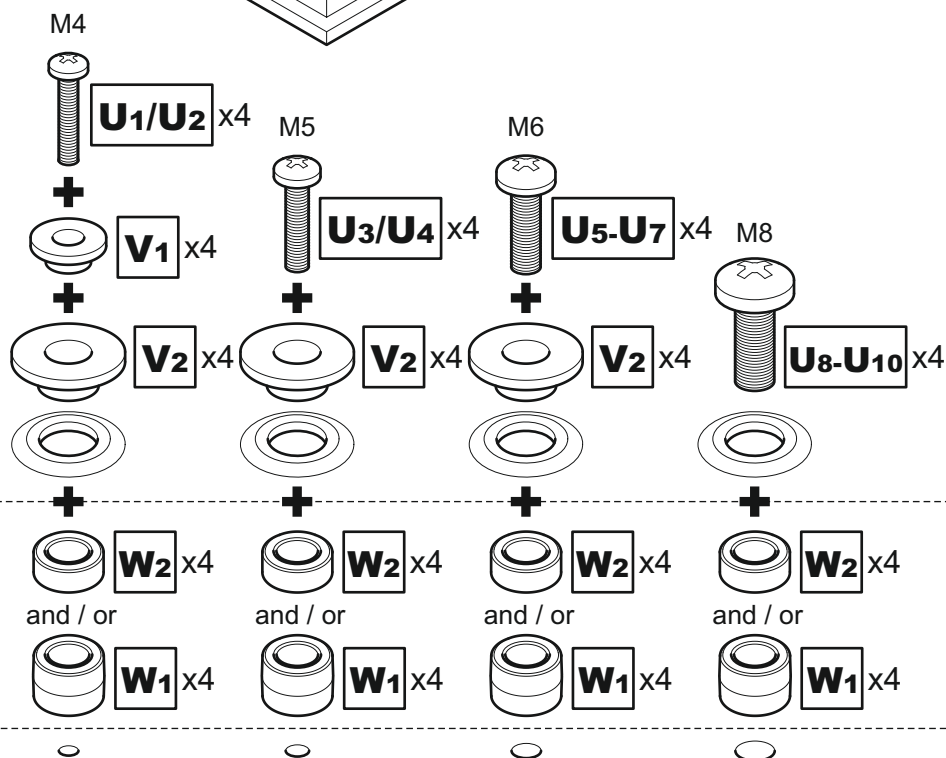 M4
U1/U2 x4
M5
M6
U3/U4 x4
U5-U7 x4
M8
V1 x4
V2 x4
V2 x4
V2 x4
U8-U10 x4
W2 x4
W2 x4
W2 x4
W2 x4
and / or
and / or
and / or
and / or
W1 x4
W1 x4
W1 x4
W1 x4